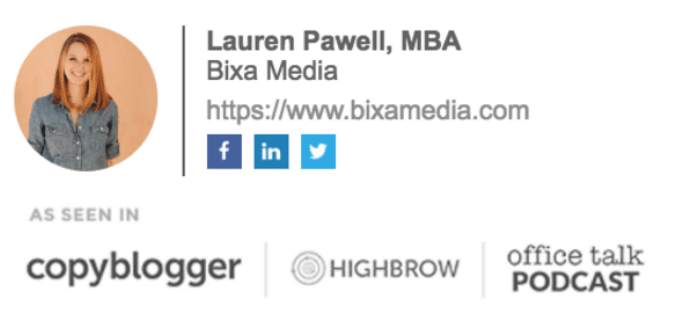 Lauren Pawell, MBA
Bixa Media
https://www.bixamedia.com
f in
AS SEEN IN
copyblogger HIGHBROW office talk PODCAST